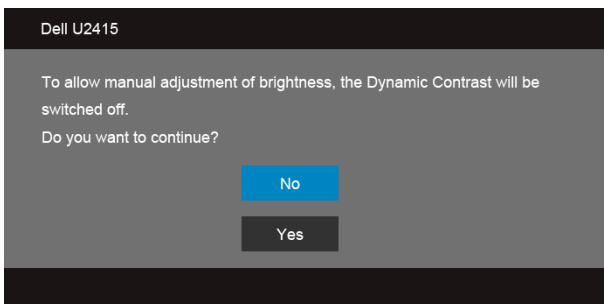 Dell U2415
To allow manual adjustment of brightness, the Dynamic Contrast will be
switched off.
Do you want to continue?
No
Yes